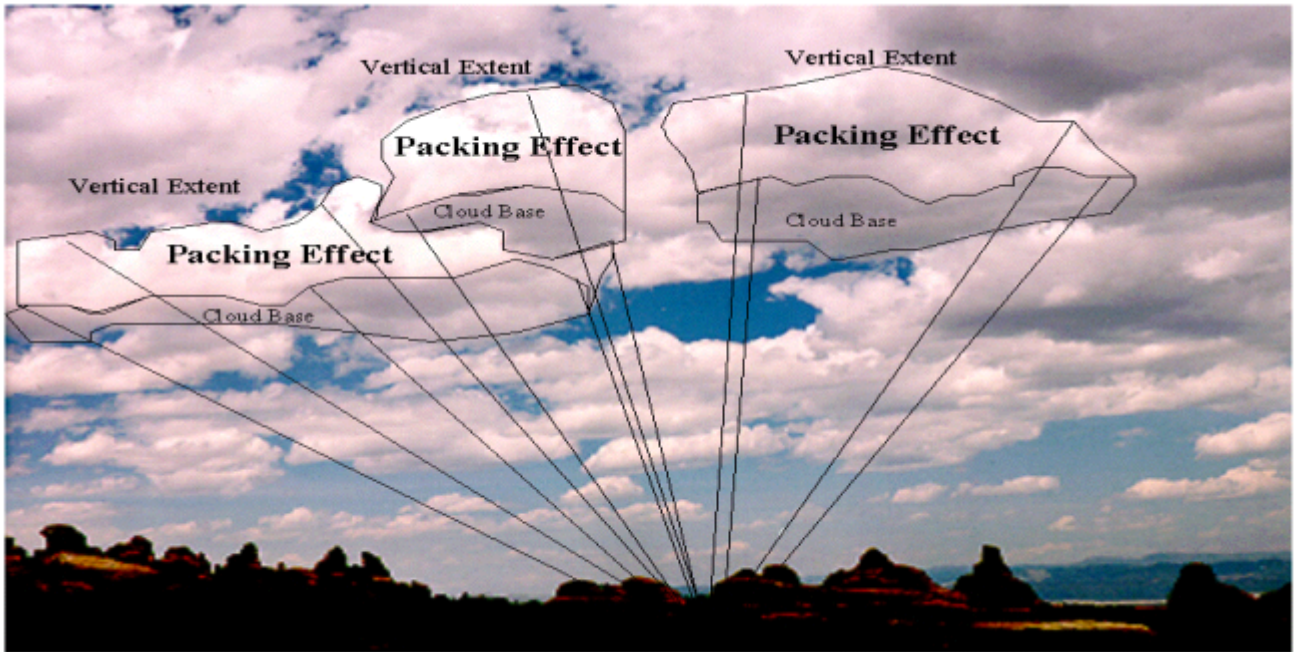 Vertical Extent
Vertical Extent
Packing Effect
Packing Effect
Vertical Extent
Cloud Base
Cloud Base
Packing Effect
Cloud Base